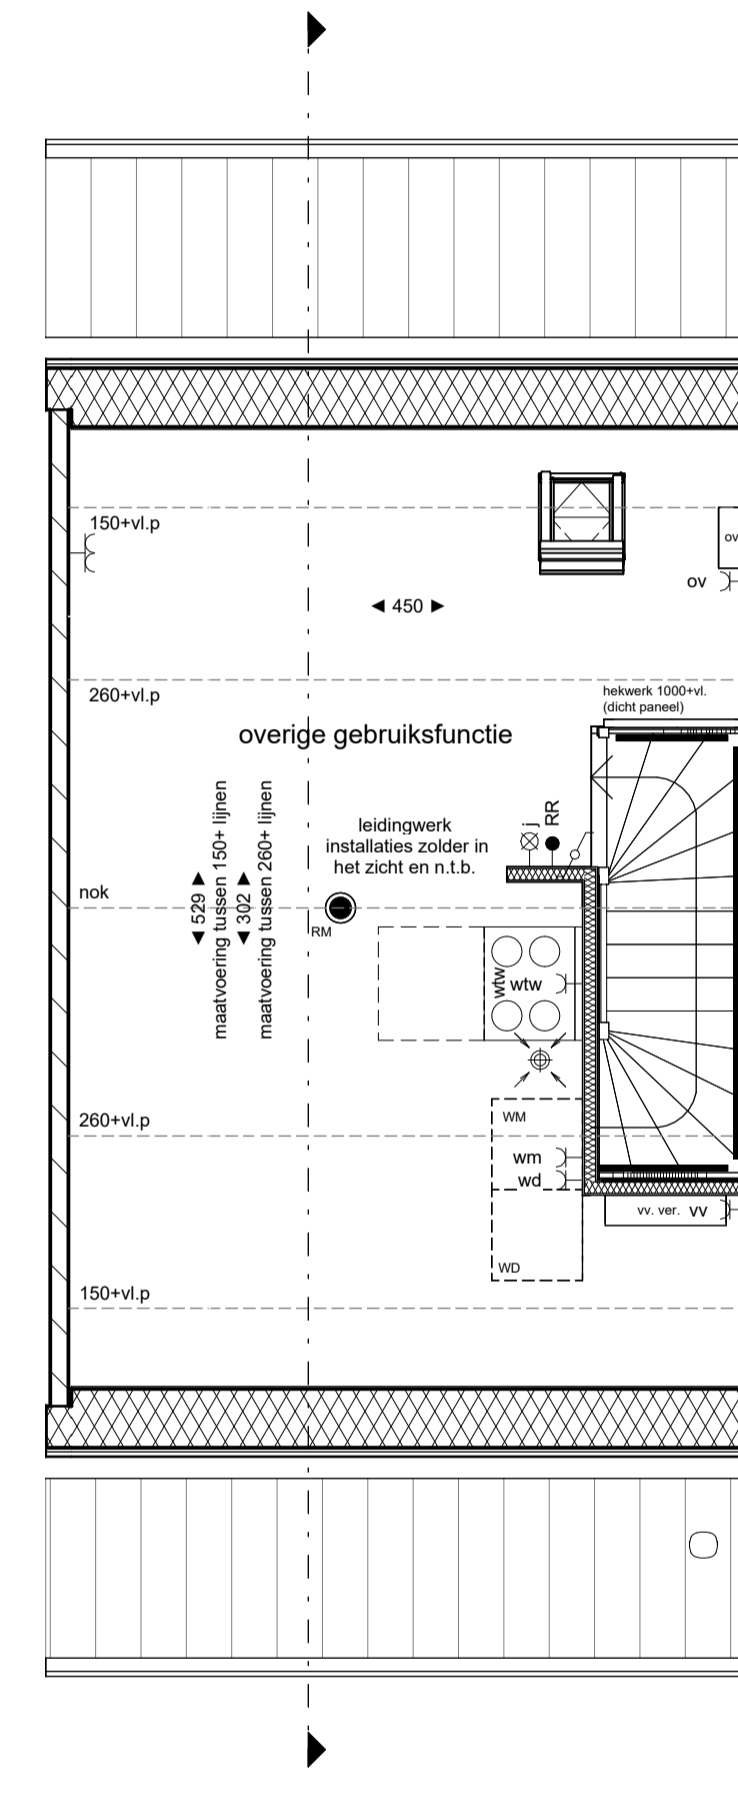 150+vl.p
ov
ov
450
260+vl.p
hekwerk 1000+vl.
(dicht paneel)
overige gebruiksfunctie
529
maatvoering tussen 150+ lijnen
302
maatvoering tussen 260+ lijnen
leidingwerk
installaties zolder in
het zicht en n.t.b.
j
RR
nok
RM
wtw
wtw
WM
260+vl.p
wm
wd
vv. ver.
vv
WD
150+vl.p